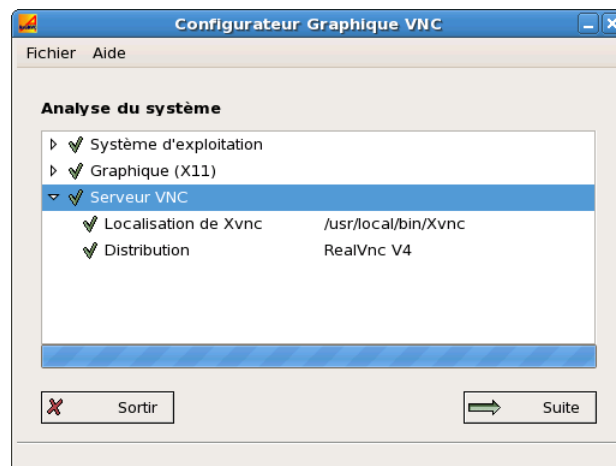 Configurateur Graphique VNC
Fichier Aide
Analyse du système
Système d'exploitation
Graphique (X11)
Serveur VNC
Localisation de Xvnc /usr/local/bin/Xvnc
Distribution RealVnc V4
Sortir Suite